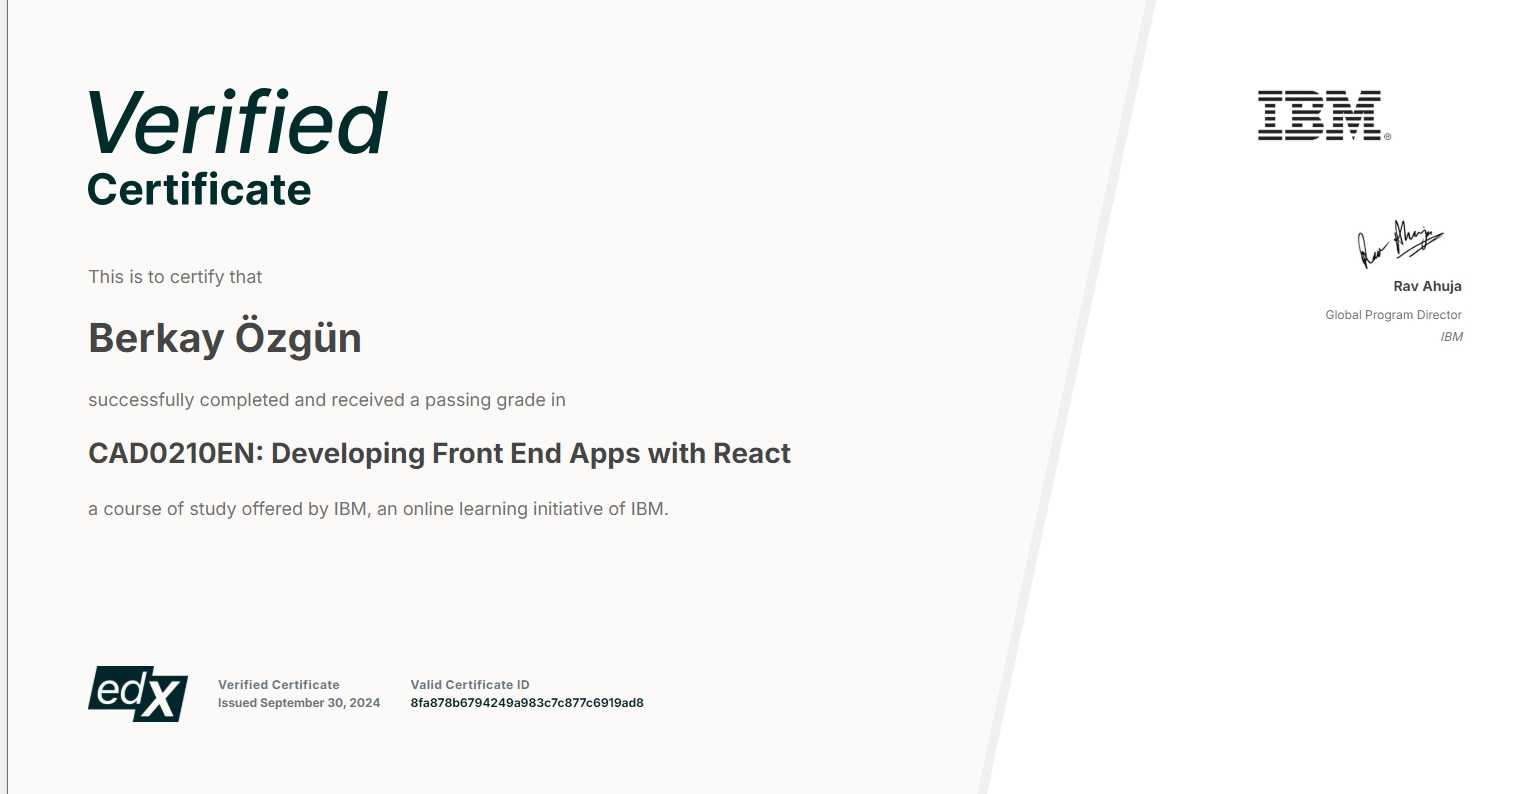 Verified
Certificate
This is to certify that
Berkay Özgün
successfully completed and received a passing grade in
CAD0210EN: Developing Front End Apps with React
a course of study offered by IBM, an online learning initiative of IBM.
edX
Verified Certificate
Issued September 30, 2024
Valid Certificate ID
8fa878b6794249a983c7c877c6919ad8
IBM®
Rav Ahuja
Rav Ahuja
Global Program Director
IBM